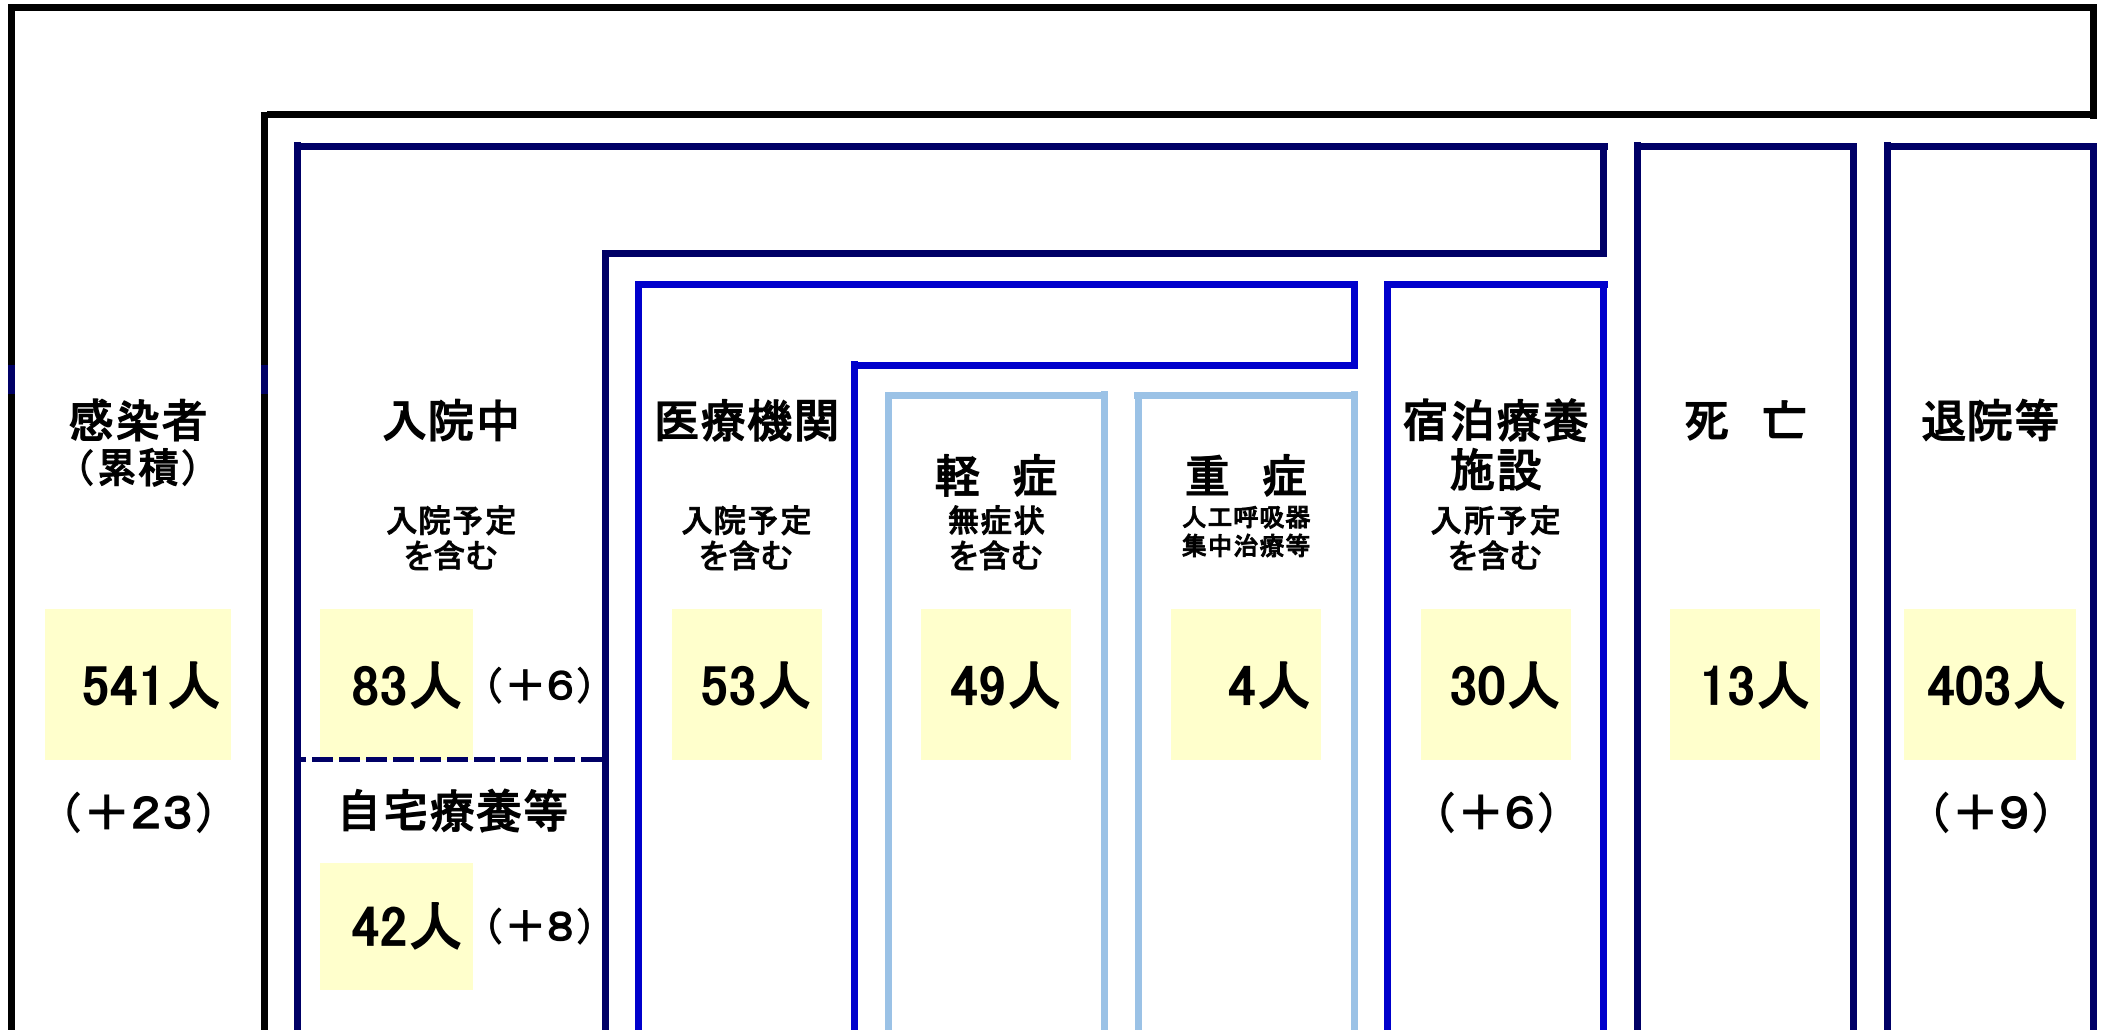 感染者
（累積）
541人
（＋23）
入院中
入院予定
を含む
83人（＋6）
自宅療養等
42人（＋8）
医療機関
入院予定
を含む
53人
軽　症
無症状
を含む
49人
重　症
人工呼吸器
集中治療等
4人
宿泊療養
施設
入所予定
を含む
30人
（＋6）
死　亡
13人
退院等
403人
（＋9）